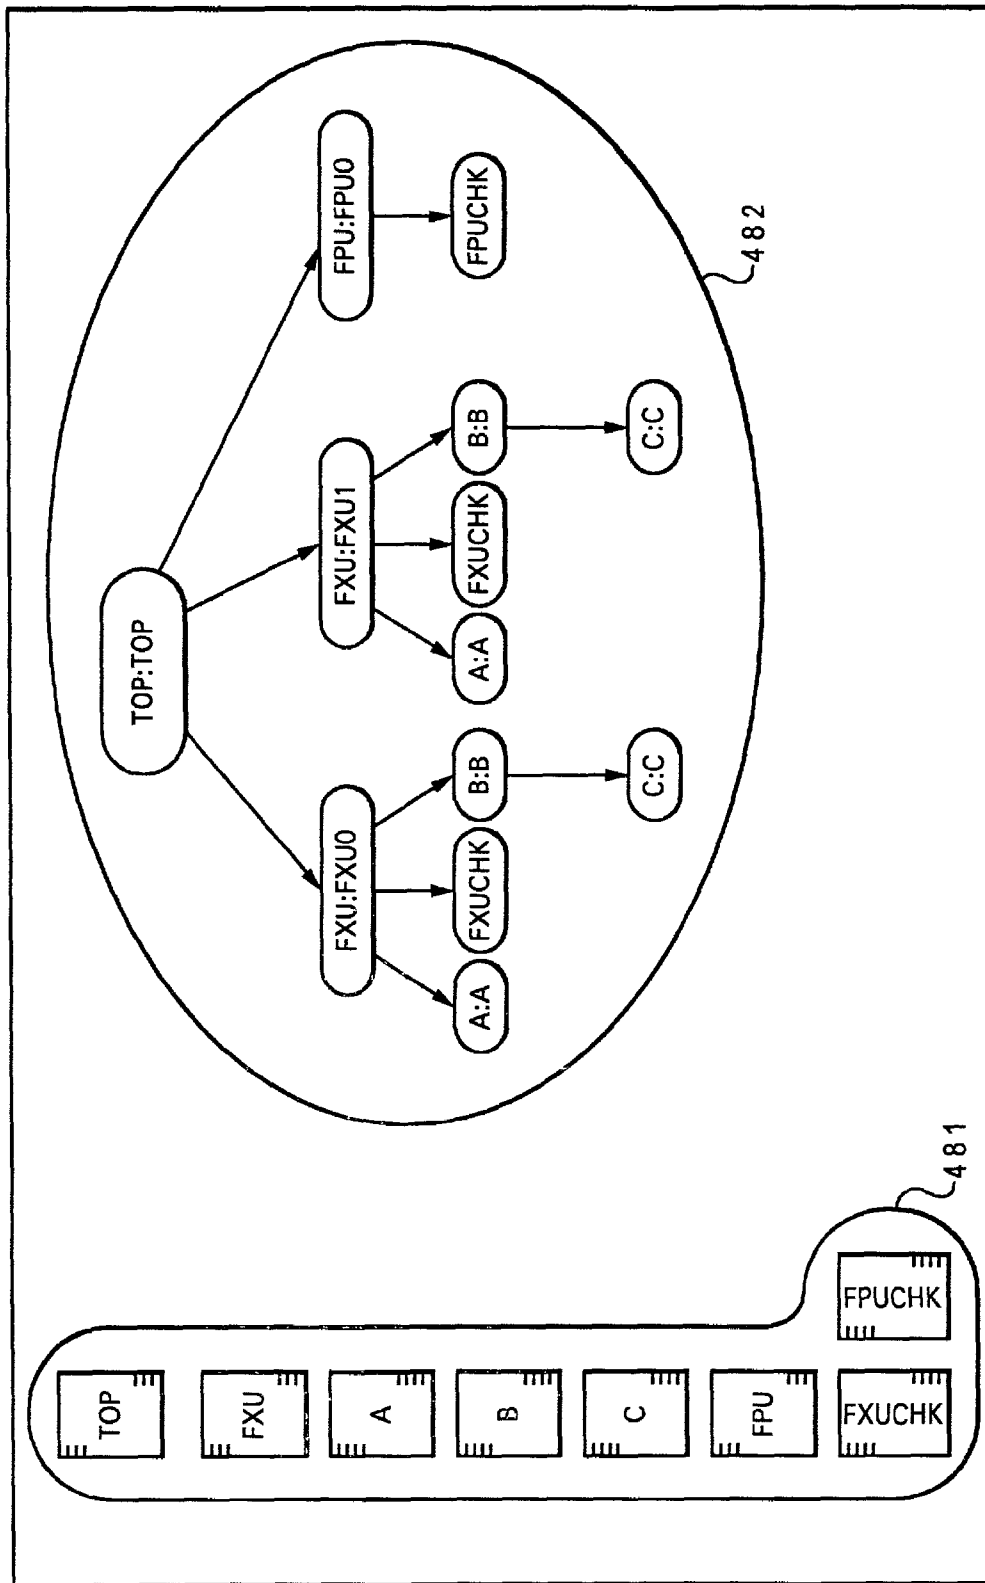 TOP
FXU
A
B
C
FPU
FXUCHK
FPUCHK
481
TOP:TOP
FXU:FXU0
FXU:FXU1
FPU:FPU0
A:A
FXUCHK
B:B
A:A
FXUCHK
B:B
FPUCHK
C:C
C:C
482